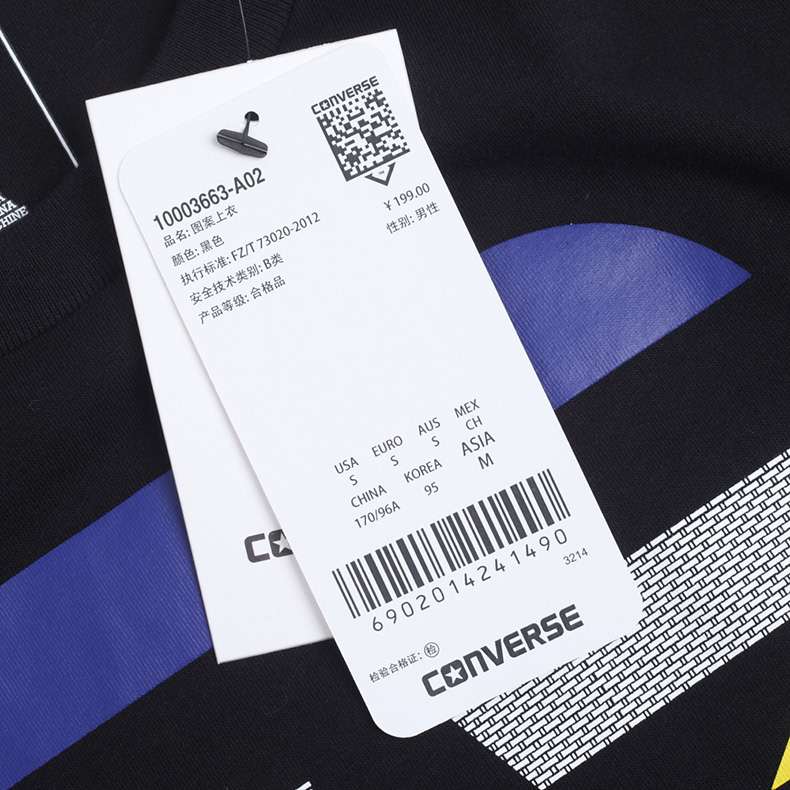 CONVERSE
10003663-A02
品名: 图案上衣
¥199.00
颜色: 黑色
性别: 男性
执行标准: FZ/T 73020-2012
安全技术类别: B类
产品等级: 合格品
USA EURO AUS MEX
S S S CH
CHINA KOREA ASIA
170/96A 95 M
6902014241490
3214
检验合格证: 检
CONVERSE